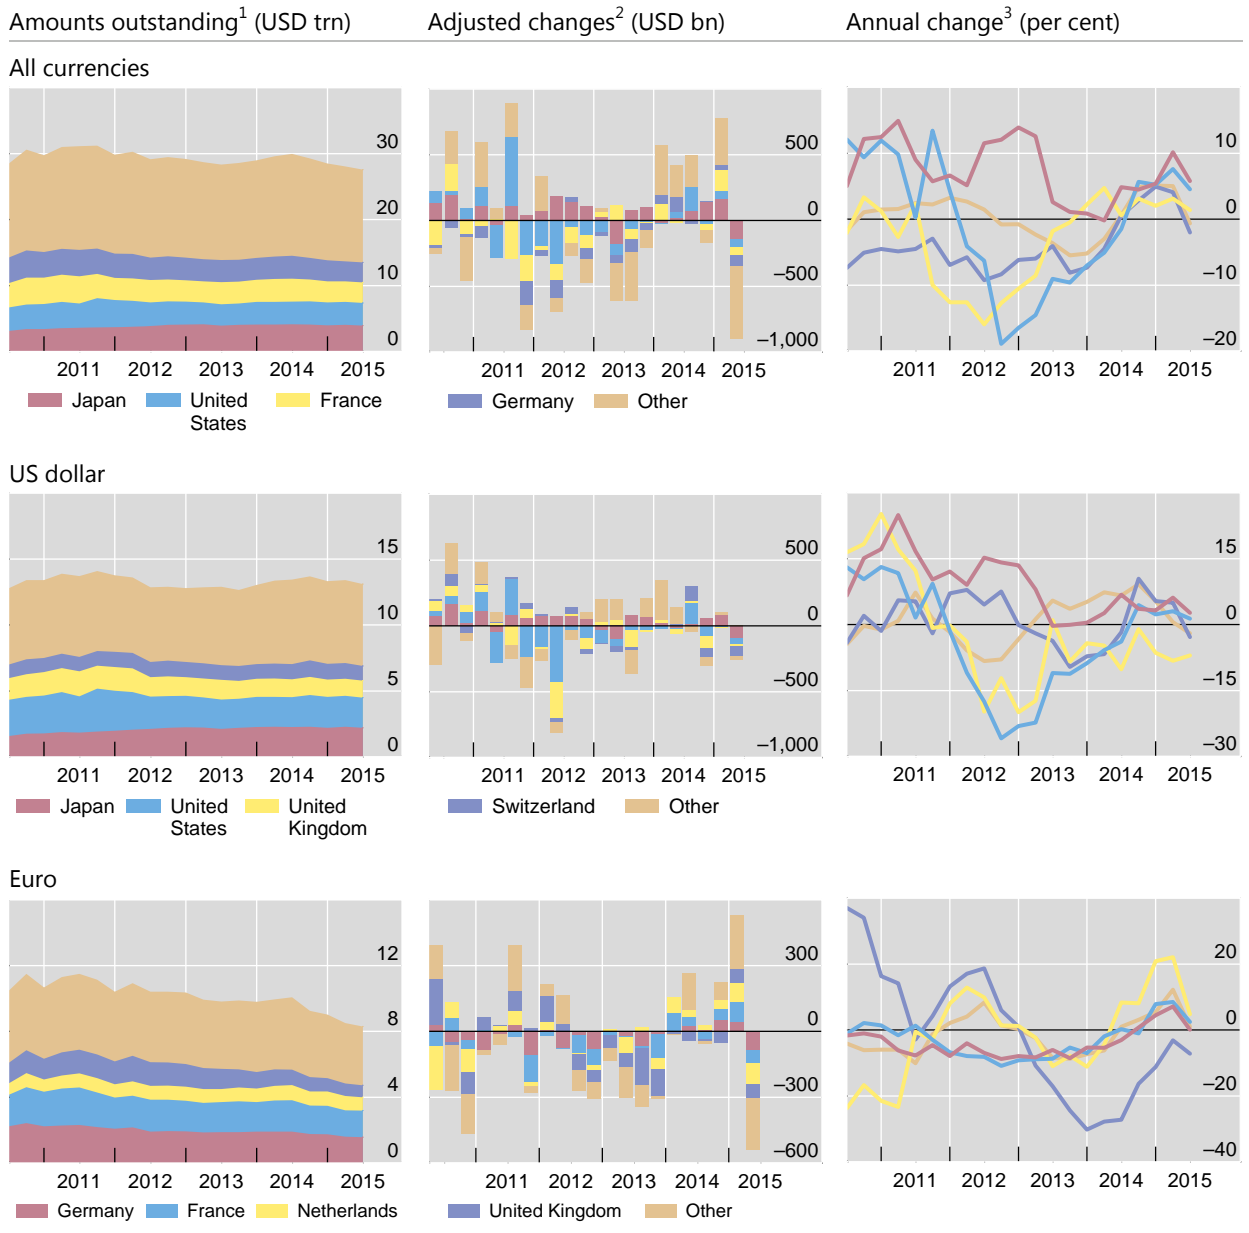 Amounts outstanding1 (USD trn) Adjusted changes2 (USD bn) Annual change3 (per cent)
All currencies
30
20
10
0
2011 2012 2013 2014 2015
500
0
–500
–1,000
2011 2012 2013 2014 2015
10
0
–10
–20
2011 2012 2013 2014 2015
Japan United States France Germany Other
US dollar
15
10
5
0
2011 2012 2013 2014 2015
500
0
–500
–1,000
2011 2012 2013 2014 2015
15
0
–15
–30
2011 2012 2013 2014 2015
Japan United States United Kingdom Switzerland Other
Euro
12
8
4
0
2011 2012 2013 2014 2015
300
0
–300
–600
2011 2012 2013 2014 2015
20
0
–20
–40
2011 2012 2013 2014 2015
Germany France Netherlands United Kingdom Other